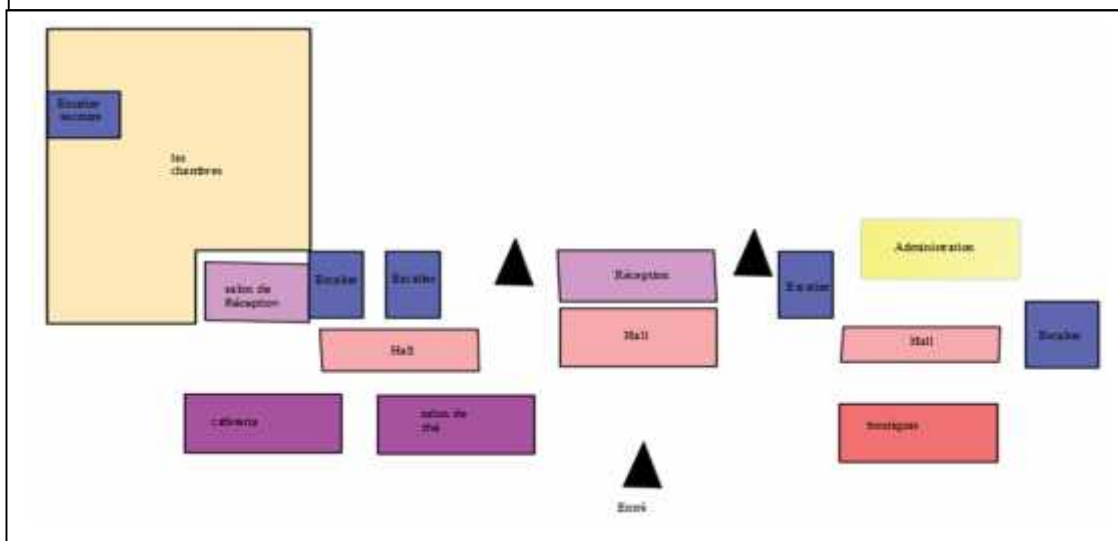 Escalier
secours
les
chambres
salon de
Réception
Escalier
Escalier
Réception
Escalier
Administration
Hall
Hall
Hall
Escalier
salon de
thé
boutiques
Entré